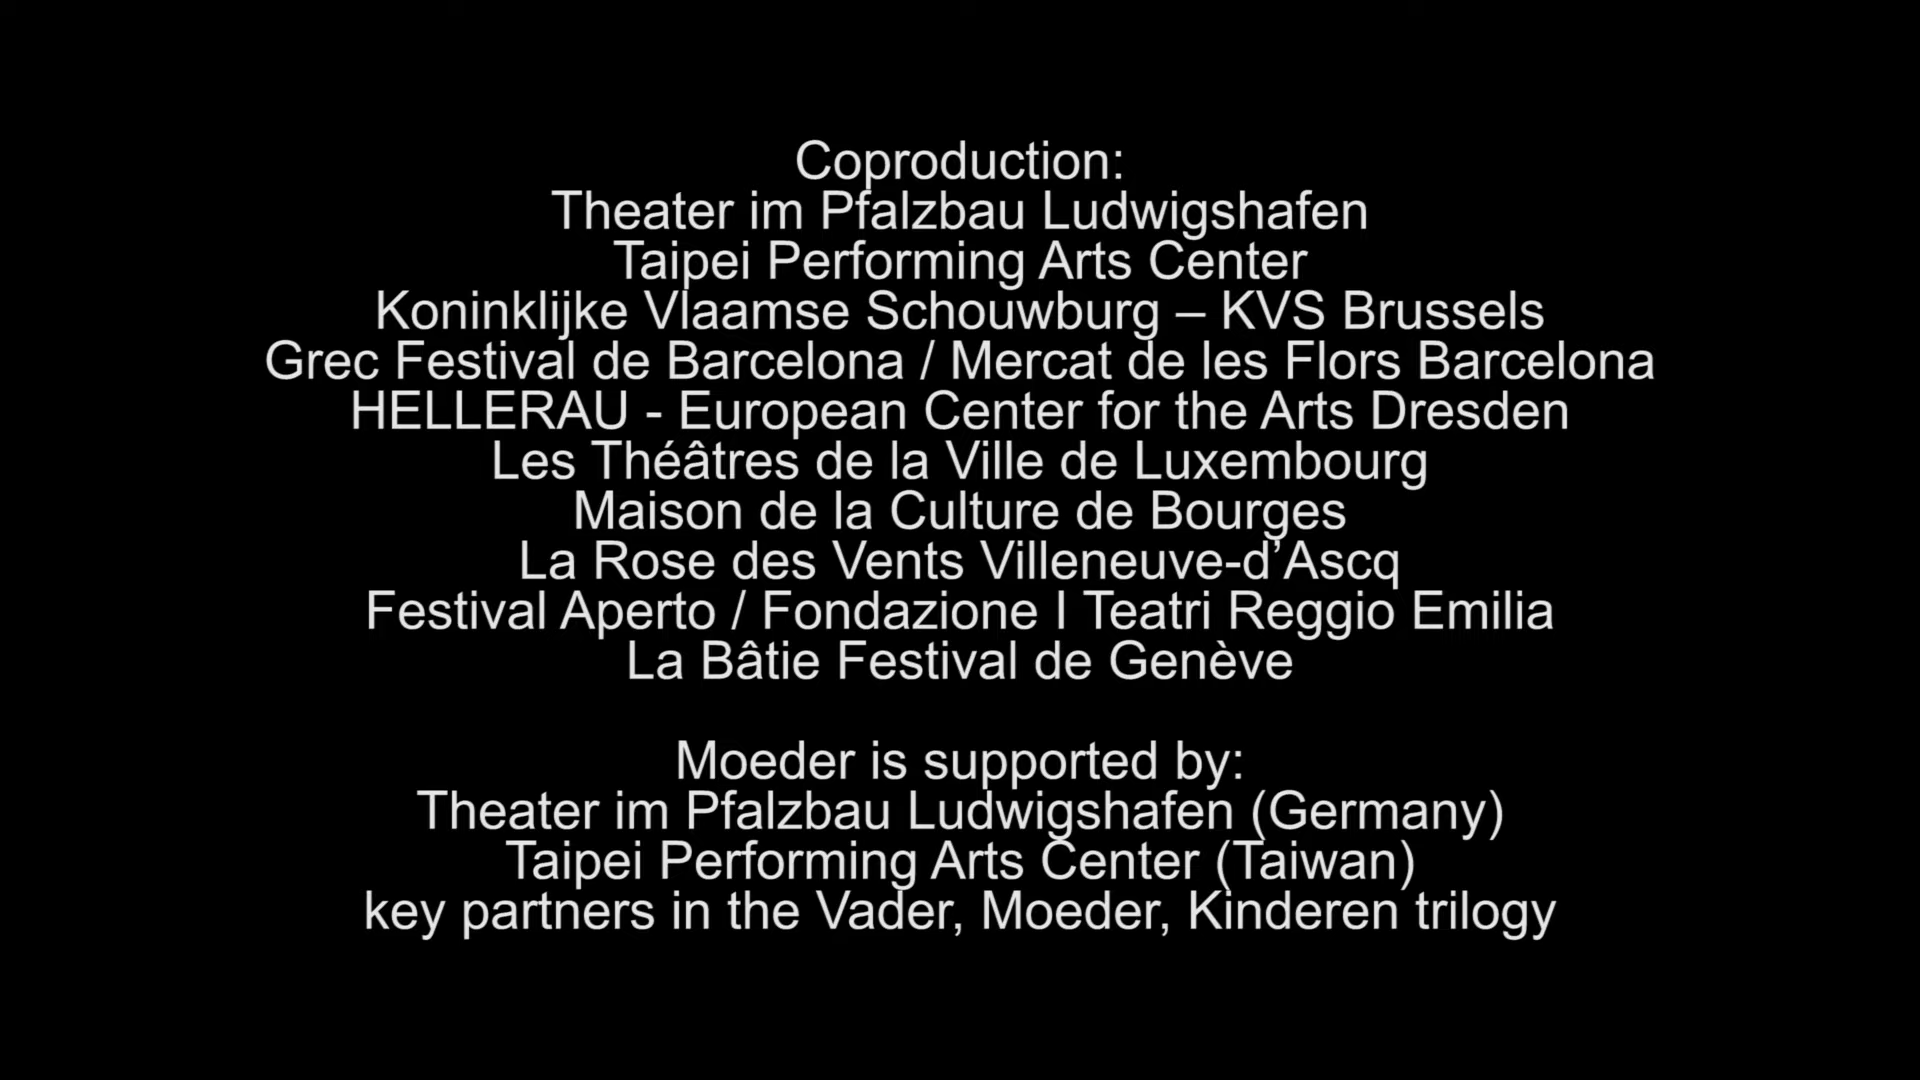 Coproduction:
Theater im Pfalzbau Ludwigshafen
Taipei Performing Arts Center
Koninklijke Vlaamse Schouwburg – KVS Brussels
Grec Festival de Barcelona / Mercat de les Flors Barcelona
HELLERAU - European Center for the Arts Dresden
Les Théâtres de la Ville de Luxembourg
Maison de la Culture de Bourges
La Rose des Vents Villeneuve-d’Ascq
Festival Aperto / Fondazione I Teatri Reggio Emilia
La Bâtie Festival de Genève
Moeder is supported by:
Theater im Pfalzbau Ludwigshafen (Germany)
Taipei Performing Arts Center (Taiwan)
key partners in the Vader, Moeder, Kinderen trilogy